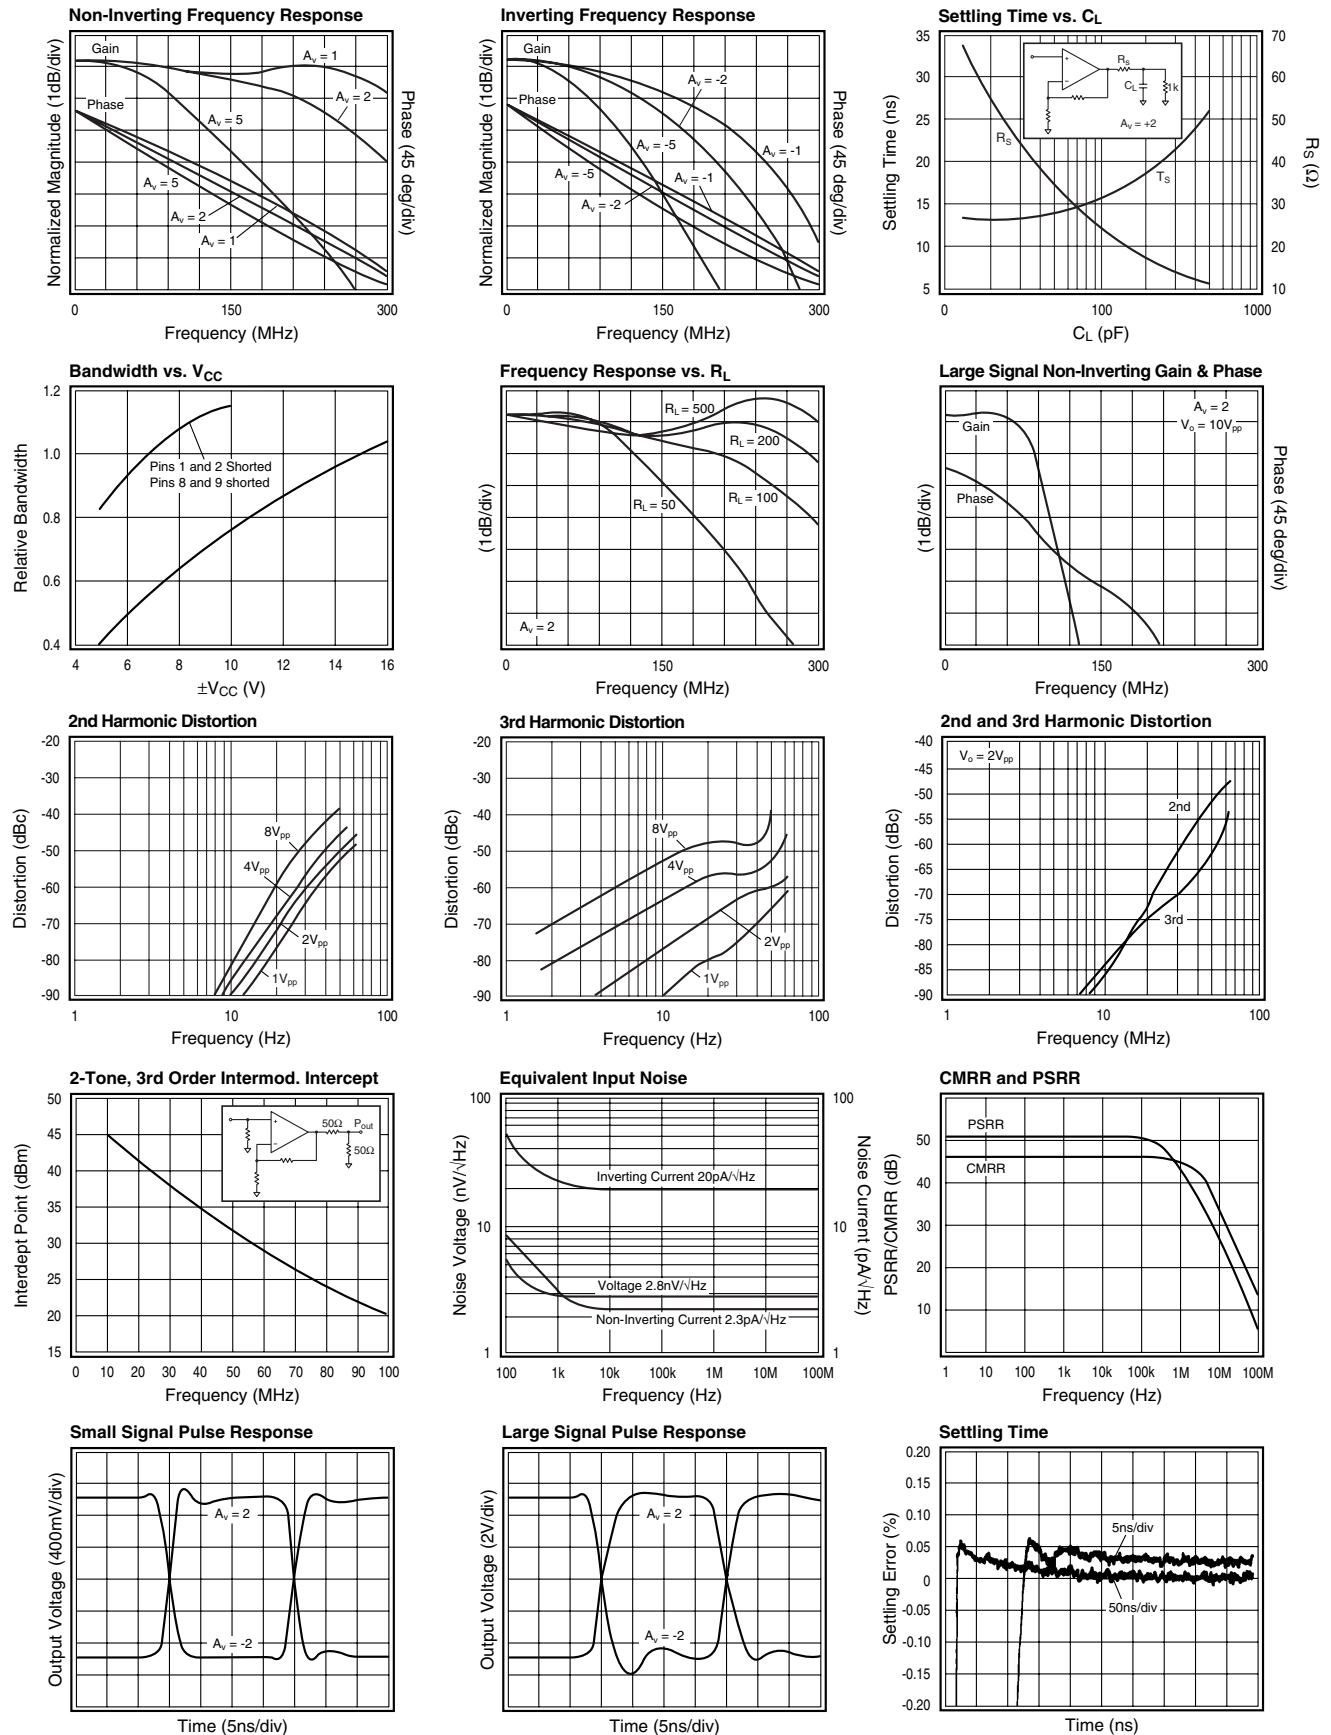 Non-Inverting Frequency Response
Normalized Magnitude (1dB/div)
Phase (45 deg/div)
Gain
Phase
Av = 1
Av = 2
Av = 5
Av = 5
Av = 2
Av = 1
0 150 300
Frequency (MHz)
Inverting Frequency Response
Normalized Magnitude (1dB/div)
Phase (45 deg/div)
Gain
Phase
Av = -2
Av = -5
Av = -1
Av = -5
Av = -1
Av = -2
0 150 300
Frequency (MHz)
Settling Time vs. CL
Settling Time (ns)
RS (Ω)
35 30 25 20 15 10 5
70 60 50 40 30 20 10
+
−
Rs
CL
1k
Av = +2
RS
TS
0 100 1000
CL (pF)
Bandwidth vs. VCC
Relative Bandwidth
1.2 1.0 0.8 0.6 0.4
Pins 1 and 2 Shorted
Pins 8 and 9 shorted
4 6 8 10 12 14 16
±VCC (V)
Frequency Response vs. RL
(1dB/div)
RL = 500
RL = 200
RL = 100
RL = 50
Av = 2
0 150 300
Frequency (MHz)
Large Signal Non-Inverting Gain & Phase
(1dB/div)
Phase (45 deg/div)
Av = 2
Vo = 10Vpp
Gain
Phase
0 150 300
Frequency (MHz)
2nd Harmonic Distortion
Distortion (dBc)
-20 -30 -40 -50 -60 -70 -80 -90
8Vpp
4Vpp
2Vpp
1Vpp
1 10 100
Frequency (Hz)
3rd Harmonic Distortion
Distortion (dBc)
-20 -30 -40 -50 -60 -70 -80 -90
8Vpp
4Vpp
2Vpp
1Vpp
1 10 100
Frequency (Hz)
2nd and 3rd Harmonic Distortion
Distortion (dBc)
-40 -45 -50 -55 -60 -65 -70 -75 -80 -85 -90
Vo = 2Vpp
2nd
3rd
1 10 100
Frequency (MHz)
2-Tone, 3rd Order Intermod. Intercept
Interdept Point (dBm)
50 45 40 35 30 25 20 15
+
−
50Ω
Pout
50Ω
0 10 20 30 40 50 60 70 80 90 100
Frequency (MHz)
Equivalent Input Noise
Noise Voltage (nV/√Hz)
Noise Current (pA/√Hz)
100 10 1
100 10 1
Inverting Current 20pA/√Hz
Voltage 2.8nV/√Hz
Non-Inverting Current 2.3pA/√Hz
100 1k 10k 100k 1M 10M 100M
Frequency (Hz)
CMRR and PSRR
PSRR/CMRR (dB)
50 40 30 20 10
PSRR
CMRR
1 10 100 1k 10k 100k 1M 10M 100M
Frequency (Hz)
Small Signal Pulse Response
Output Voltage (400mV/div)
Av = 2
Av = -2
Time (5ns/div)
Large Signal Pulse Response
Output Voltage (2V/div)
Av = 2
Av = -2
Time (5ns/div)
Settling Time
Settling Error (%)
0.20 0.15 0.10 0.05 0 -0.05 -0.10 -0.15 -0.20
5ns/div
50ns/div
Time (ns)